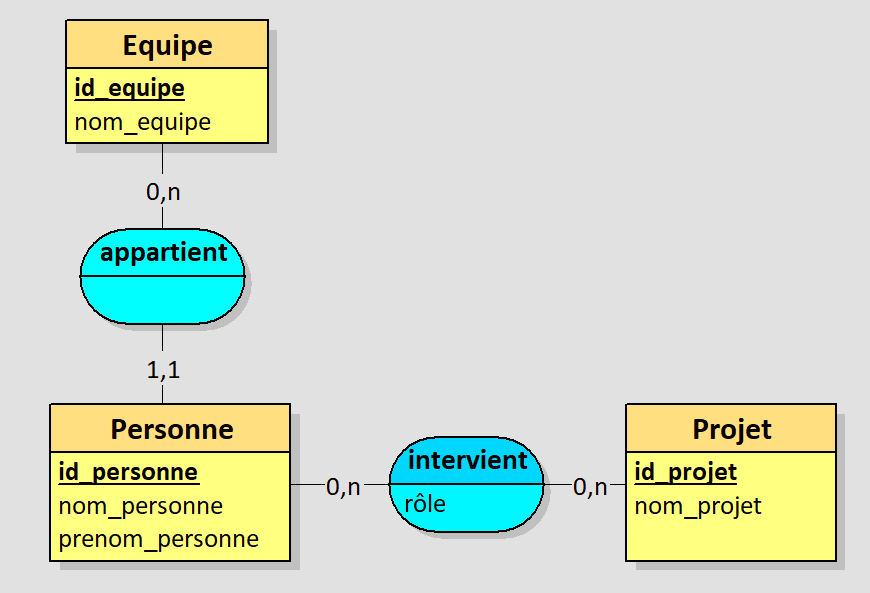 Equipe
id_equipe
nom_equipe
0,n
appartient
1,1
Personne
id_personne
nom_personne
prenom_personne
0,n
intervient
rôle
0,n
Projet
id_projet
nom_projet